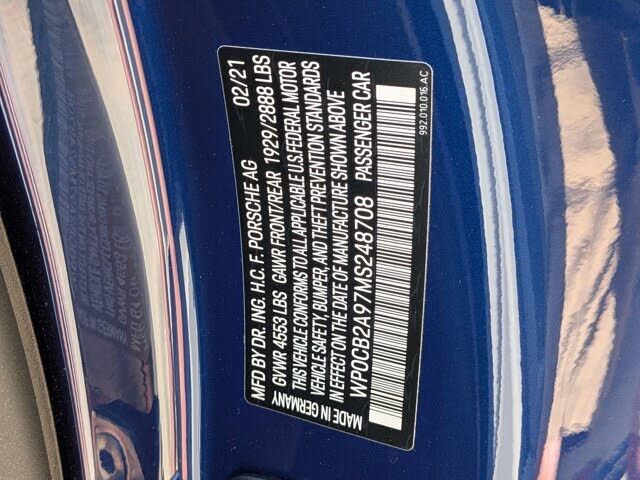 MFD BY DR. ING. H.C. F. PORSCHE AG 02/21
GVWR 4553 LBS GAWR FRONT/REAR 1929/2888 LBS
VEHICLE CONFORMS TO ALL APPLICABLE U.S. FEDERAL MOTOR
VEHICLE SAFETY, BUMPER, AND THEFT PREVENTION STANDARDS
IN EFFECT ON THE DATE OF MANUFACTURE SHOWN ABOVE
WP0CB2A97MS248708 PASSENGER CAR
MADE IN GERMANY
992.010.016.AC